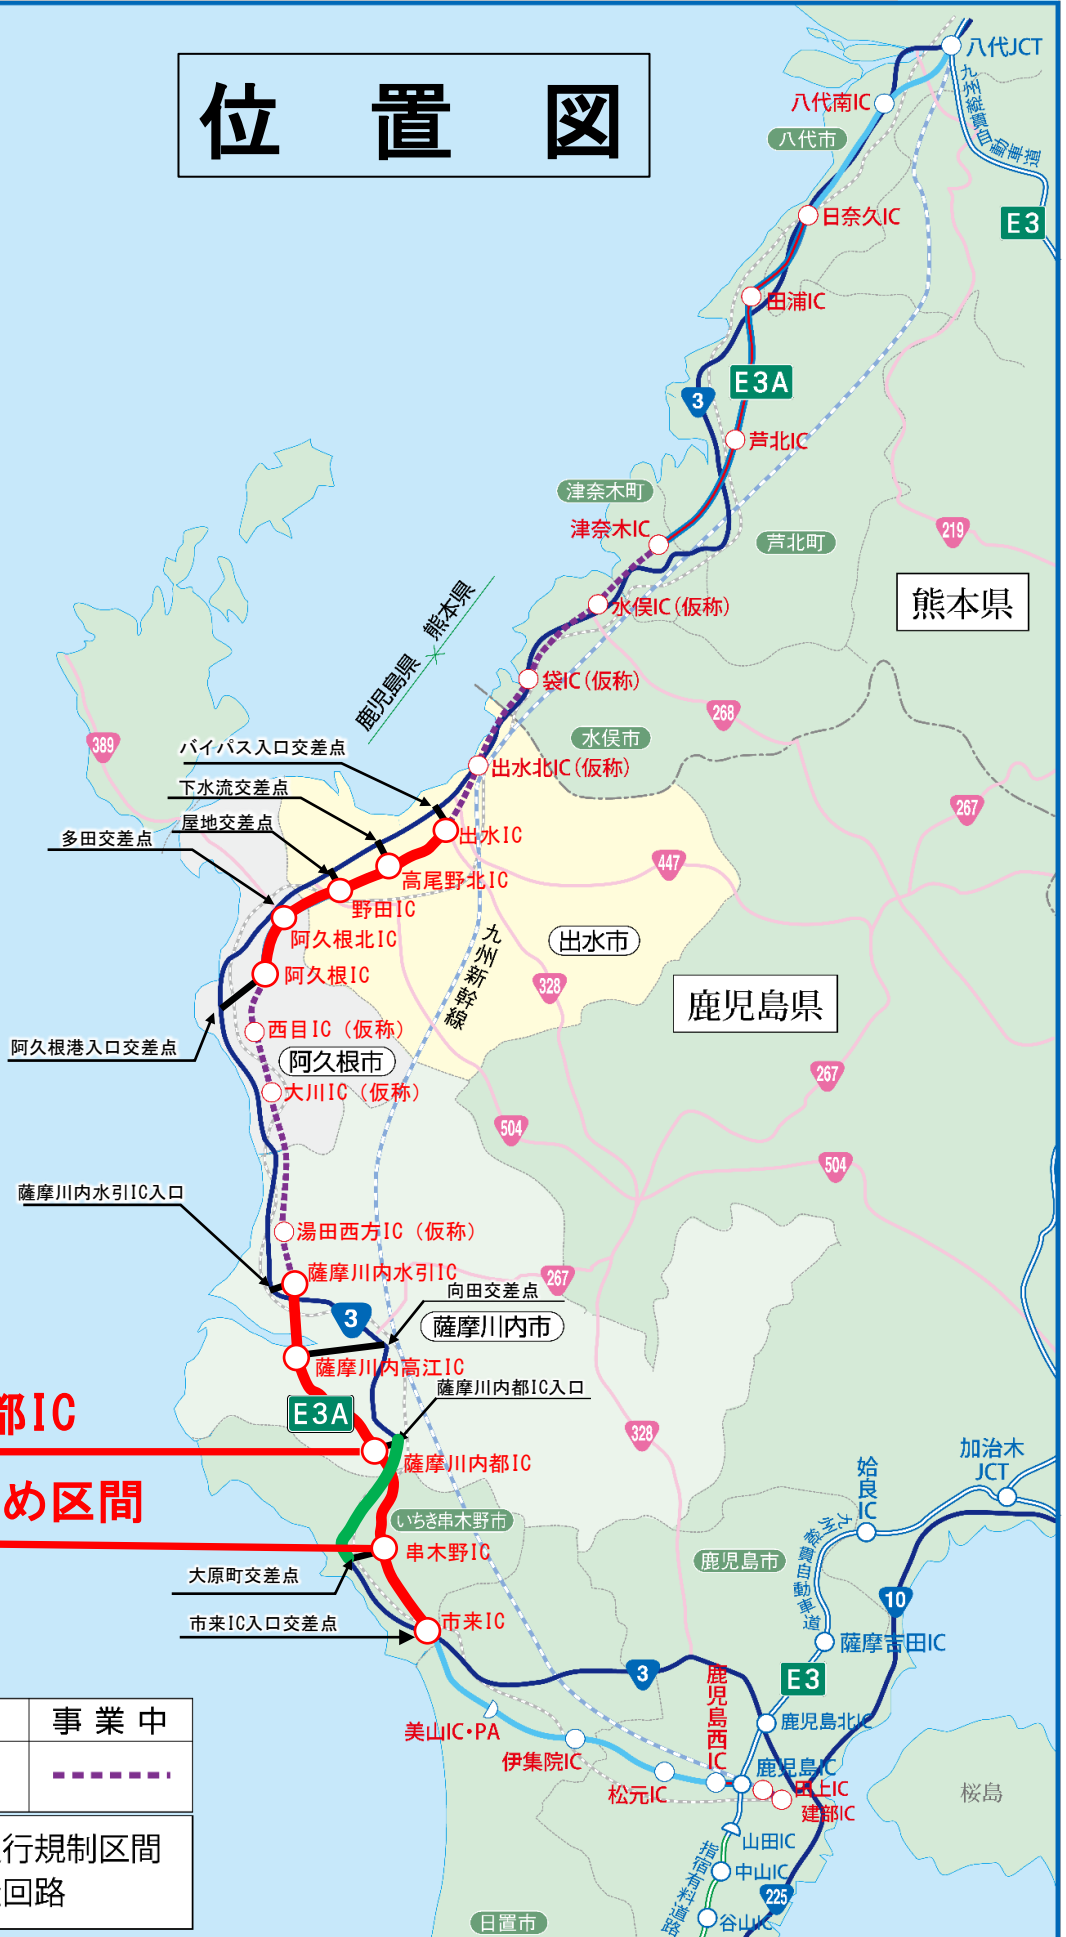 位置図
八代JCT
八代南IC
九州縦貫自動車道
八代市
日奈久IC
E3
田浦IC
E3A
3
芦北IC
津奈木町
津奈木IC
219
芦北町
熊本県
水俣IC(仮称)
熊本県
鹿児島県
袋IC(仮称)
268
389
水俣市
バイパス入口交差点
出水北IC(仮称)
下水流交差点
267
屋地交差点
多田交差点
出水IC
447
高尾野北IC
野田IC
阿久根北IC
九州新幹線
出水市
阿久根IC
328
鹿児島県
西目IC(仮称)
阿久根港入口交差点
阿久根市
267
大川IC(仮称)
504
504
薩摩川内水引IC入口
湯田西方IC(仮称)
薩摩川内水引IC
267
向田交差点
3
薩摩川内市
薩摩川内高江IC
薩摩川内都IC入口
都IC
E3A
328
薩摩川内都IC
加治木
JCT
姶良IC
め区間
いちき串木野市
九州縦貫自動車道
串木野IC
鹿児島市
大原町交差点
10
市来IC入口交差点
市来IC
薩摩吉田IC
3
鹿児島西IC
E3
事業中
美山IC・PA
鹿児島北IC
伊集院IC
鹿児島IC
松元IC
田上IC
桜島
建部IC
行規制区間
山田IC
指宿有料道路
中山IC
回路
225
日置市
谷山IC